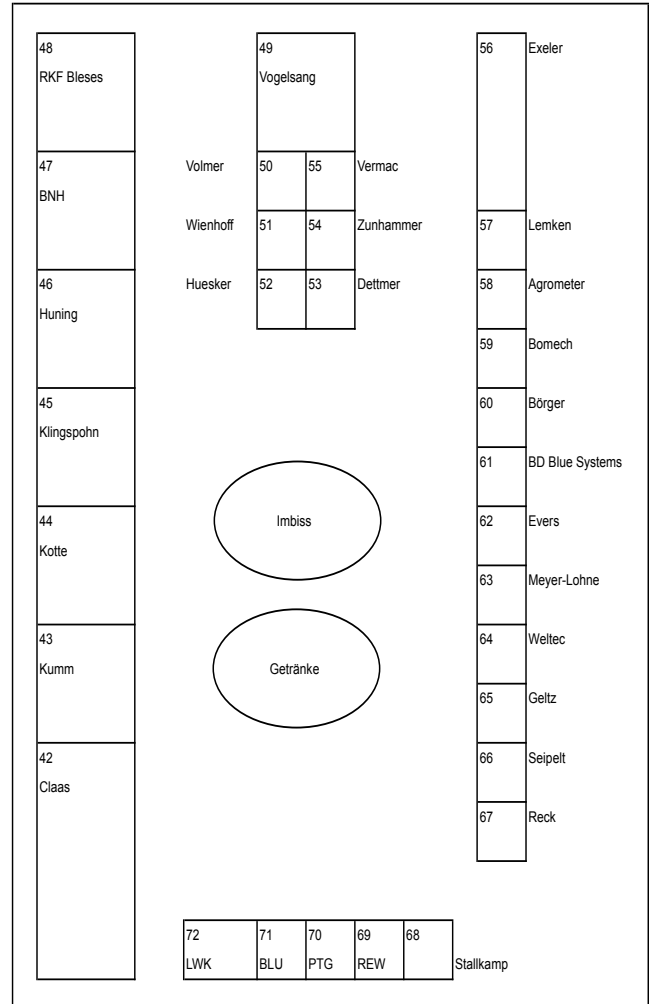 48
RKF Bleses
47
BNH
46
Huning
45
Klingspohn
44
Kotte
43
Kumm
42
Claas
49
Vogelsang
Volmer 50 55 Vermac
Wienhoff 51 54 Zunhammer
Huesker 52 53 Dettmer
Imbiss
Getränke
56 Exeler
57 Lemken
58 Agrometer
59 Bomech
60 Börger
61 BD Blue Systems
62 Evers
63 Meyer-Lohne
64 Weltec
65 Geltz
66 Seipelt
67 Reck
72 71 70 69 68
LWK BLU PTG REW Stallkamp